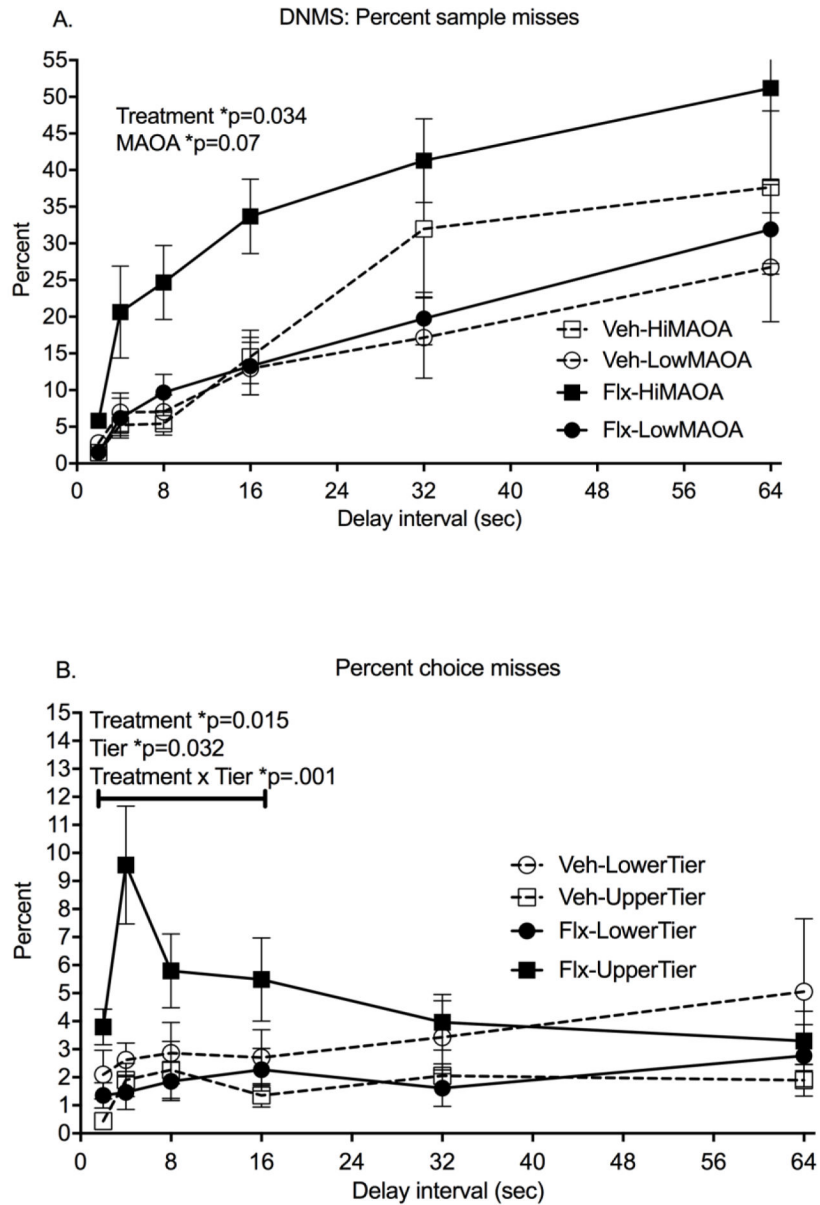 A.
DNMS: Percent sample misses
55
50
45
40
35
30
25
20
15
10
5
0
Percent
Treatment *p=0.034
MAOA *p=0.07
Veh-HiMAOA
Veh-LowMAOA
Flx-HiMAOA
Flx-LowMAOA
0 8 16 24 32 40 48 56 64
Delay interval (sec)
B.
Percent choice misses
15
14
13
12
11
10
9
8
7
6
5
4
3
2
1
0
Percent
Treatment *p=0.015
Tier *p=0.032
Treatment x Tier *p=.001
Veh-LowerTier
Veh-UpperTier
Flx-LowerTier
Flx-UpperTier
0 8 16 24 32 40 48 56 64
Delay interval (sec)